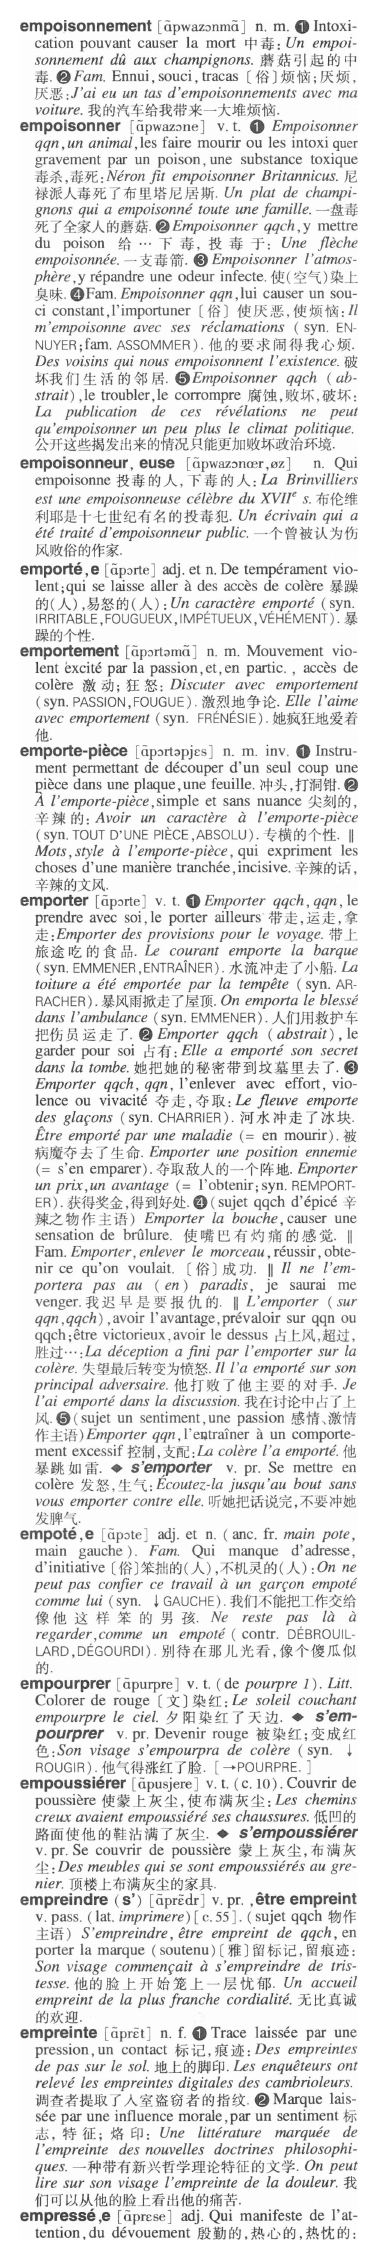 empoisonnement [ɑ̃pwazɔnmɑ̃] n. m. ❶ Intoxi-
cation pouvant causer la mort 中毒: Un empoi-
sonnement dû aux champignons. 蘑菇引起的中
毒. ❷ Fam. Ennui, souci, tracas [俗]烦恼;厌烦,
厌恶: J'ai eu un tas d'empoisonnements avec ma
voiture. 我的汽车给我带来一大堆烦恼.
empoisonner [ɑ̃pwazɔne] v. t. ❶ Empoisonner
qqn, un animal, les faire mourir ou les intoxi quer
gravement par un poison, une substance toxique
毒杀,毒死: Néron fit empoisonner Britannicus. 尼
禄派人毒死了布里塔尼居斯. Un plat de champi-
gnons qui a empoisonné toute une famille. 一盘毒
死了全家人的蘑菇. ❷ Empoisonner qqch, y mettre
du poison 给…下毒, 投毒于: Une flèche
empoisonnée. 一支毒箭. ❸ Empoisonner l'atmos-
phère, y répandre une odeur infecte. 使(空气)染上
臭味. ❹ Fam. Empoisonner qqn, lui causer un sou-
ci constant, l'importuner [俗] 使厌恶,使烦恼: Il
m'empoisonne avec ses réclamations (syn. EN-
NUYER; fam. ASSOMMER). 他的要求闹得我心烦.
Des voisins qui nous empoisonnent l'existence. 破
坏我们生活的邻居. ❺ Empoisonner qqch (ab-
strait), le troubler, le corrompre 腐蚀,败坏,破坏:
La publication de ces révélations ne peut
qu'empoisonner un peu plus le climat politique.
公开这些揭发出来的情况只能更加败坏政治环境.
empoisonneur, euse [ɑ̃pwazɔnœr, øz] n. Qui
empoisonne 投毒的人,下毒的人: La Brinvilliers
est une empoisonneuse célèbre du XVIIe s. 布伦维
利耶是十七世纪有名的投毒犯. Un écrivain qui a
été traité d'empoisonneur public. 一个曾被认为伤
风败俗的作家.
emporté, e [ɑ̃pɔrte] adj. et n. De tempérament vio-
lent; qui se laisse aller à des accès de colère 暴躁
的(人),易怒的(人): Un caractère emporté (syn.
IRRITABLE, FOUGUEUX, IMPÉTUEUX, VÉHÉMENT). 暴
躁的个性.
emportement [ɑ̃pɔrtəmɑ̃] n. m. Mouvement vio-
lent excité par la passion, et, en partic., accès de
colère 激动; 狂怒: Discuter avec emportement
(syn. PASSION, FOUGUE). 激烈地争论. Elle l'aime
avec emportement (syn. FRÉNÉSIE). 她疯狂地爱着
他.
emporte-pièce [ɑ̃pɔrtəpjɛs] n. m. inv. ❶ Instru-
ment permettant de découper d'un seul coup une
pièce dans une plaque, une feuille. 冲头,打洞钳. ❷
À l'emporte-pièce, simple et sans nuance 尖刻的,
辛辣的: Avoir un caractère à l'emporte-pièce
(syn. TOUT D'UNE PIÈCE, ABSOLU). 专横的个性. ‖
Mots, style à l'emporte-pièce, qui expriment les
choses d'une manière tranchée, incisive. 辛辣的话,
辛辣的文风.
emporter [ɑ̃pɔrte] v. t. ❶ Emporter qqch, qqn, le
prendre avec soi, le porter ailleurs 带走,运走,拿
走: Emporter des provisions pour le voyage. 带上
旅途吃的食品. Le courant emporte la barque
(syn. EMMENER, ENTRAÎNER). 水流冲走了小船. La
toiture a été emportée par la tempête (syn. AR-
RACHER). 暴风雨掀走了屋顶. On emporta le blessé
dans l'ambulance (syn. EMMENER). 人们用救护车
把伤员运走了. ❷ Emporter qqch (abstrait), le
garder pour soi 占有: Elle a emporté son secret
dans la tombe. 她把她的秘密带到坟墓里去了. ❸
Emporter qqch, qqn, l'enlever avec effort, vio-
lence ou vivacité 夺走,夺取: Le fleuve emporte
des glaçons (syn. CHARRIER). 河水冲走了冰块.
Être emporté par une maladie (= en mourir). 被
病魔夺去了生命. Emporter une position ennemie
(= s'en emparer). 夺取敌人的一个阵地. Emporter
un prix, un avantage (= l'obtenir; syn. REMPORT-
ER). 获得奖金,得到好处. ❹ (sujet qqch d'épicé 辛
辣之物作主语) Emporter la bouche, causer une
sensation de brûlure. 使嘴巴有灼痛的感觉. ‖
Fam. Emporter, enlever le morceau, réussir, obte-
nir ce qu'on voulait. [俗]成功. ‖ Il ne l'em-
portera pas au (en) paradis, je saurai me
venger. 我迟早是要报仇的. ‖ L'emporter (sur
qqn, qqch), avoir l'avantage, prévaloir sur qqn ou
qqch; être victorieux, avoir le dessus 占上风,超过,
胜过…: La déception a fini par l'emporter sur la
colère. 失望最后转变为愤怒. Il l'a emporté sur son
principal adversaire. 他打败了他主要的对手. Je
l'ai emporté dans la discussion. 我在讨论中占了上
风. ❺ (sujet un sentiment, une passion 感情、激情
作主语) Emporter qqn, l'entraîner à un comporte-
ment excessif 控制,支配: La colère l'a emporté. 他
暴跳如雷. ◆ s'emporter v. pr. Se mettre en
colère 发怒,生气: Écoutez-la jusqu'au bout sans
vous emporter contre elle. 听她把话说完,不要冲她
发脾气.
empoté, e [ɑ̃pɔte] adj. et n. (anc. fr. main pote,
main gauche). Fam. Qui manque d'adresse,
d'initiative [俗]笨拙的(人),不机灵的(人): On ne
peut pas confier ce travail à un garçon empoté
comme lui (syn. ↓GAUCHE). 我们不能把工作交给
像他这样笨的男孩. Ne reste pas là à
regarder, comme un empoté (contr. DÉBROUIL-
LARD, DÉGOURDI). 别待在那儿光看,像个傻瓜似
的.
empourprer [ɑ̃purpre] v. t. (de pourpre 1). Litt.
Colorer de rouge [文]染红: Le soleil couchant
empourpre le ciel. 夕阳染红了天边. ◆ s'em-
pourprer v. pr. Devenir rouge 被染红;变成红
色: Son visage s'empourpra de colère (syn. ↓
ROUGIR). 他气得涨红了脸. [→POURPRE.]
empoussiérer [ɑ̃pusjere] v. t. (c. 10). Couvrir de
poussière 使蒙上灰尘,使布满灰尘: Les chemins
creux avaient empoussiéré ses chaussures. 低凹的
路面使他的鞋沾满了灰尘. ◆ s'empoussiérer
v. pr. Se couvrir de poussière 蒙上灰尘,布满灰
尘: Des meubles qui se sont empoussiérés au gre-
nier. 顶楼上布满灰尘的家具.
empreindre (s') [ɑ̃prɛ̃dr] v. pr., être empreint
v. pass. (lat. imprimere) [c. 55]. (sujet qqch 物作
主语) S'empreindre, être empreint de qqch, en
porter la marque (soutenu) [雅]留标记,留痕迹:
Son visage commençait à s'empreindre de tris-
tesse. 他的脸上开始笼上一层忧郁. Un accueil
empreint de la plus franche cordialité. 无比真诚
的欢迎.
empreinte [ɑ̃prɛ̃t] n. f. ❶ Trace laissée par une
pression, un contact 标记,痕迹: Des empreintes
de pas sur le sol. 地上的脚印. Les enquêteurs ont
relevé les empreintes digitales des cambrioleurs.
调查者提取了入室盗窃者的指纹. ❷ Marque lais-
sée par une influence morale, par un sentiment 标
志, 特征; 烙印: Une littérature marquée de
l'empreinte des nouvelles doctrines philosophi-
ques. 一种带有新兴哲学理论特征的文学. On peut
lire sur son visage l'empreinte de la douleur. 我
们可以从他的脸上看出他的痛苦.
empressé, e [ɑ̃prɛse] adj. Qui manifeste de l'at-
tention, du dévouement 殷勤的,热心的,热忱的: